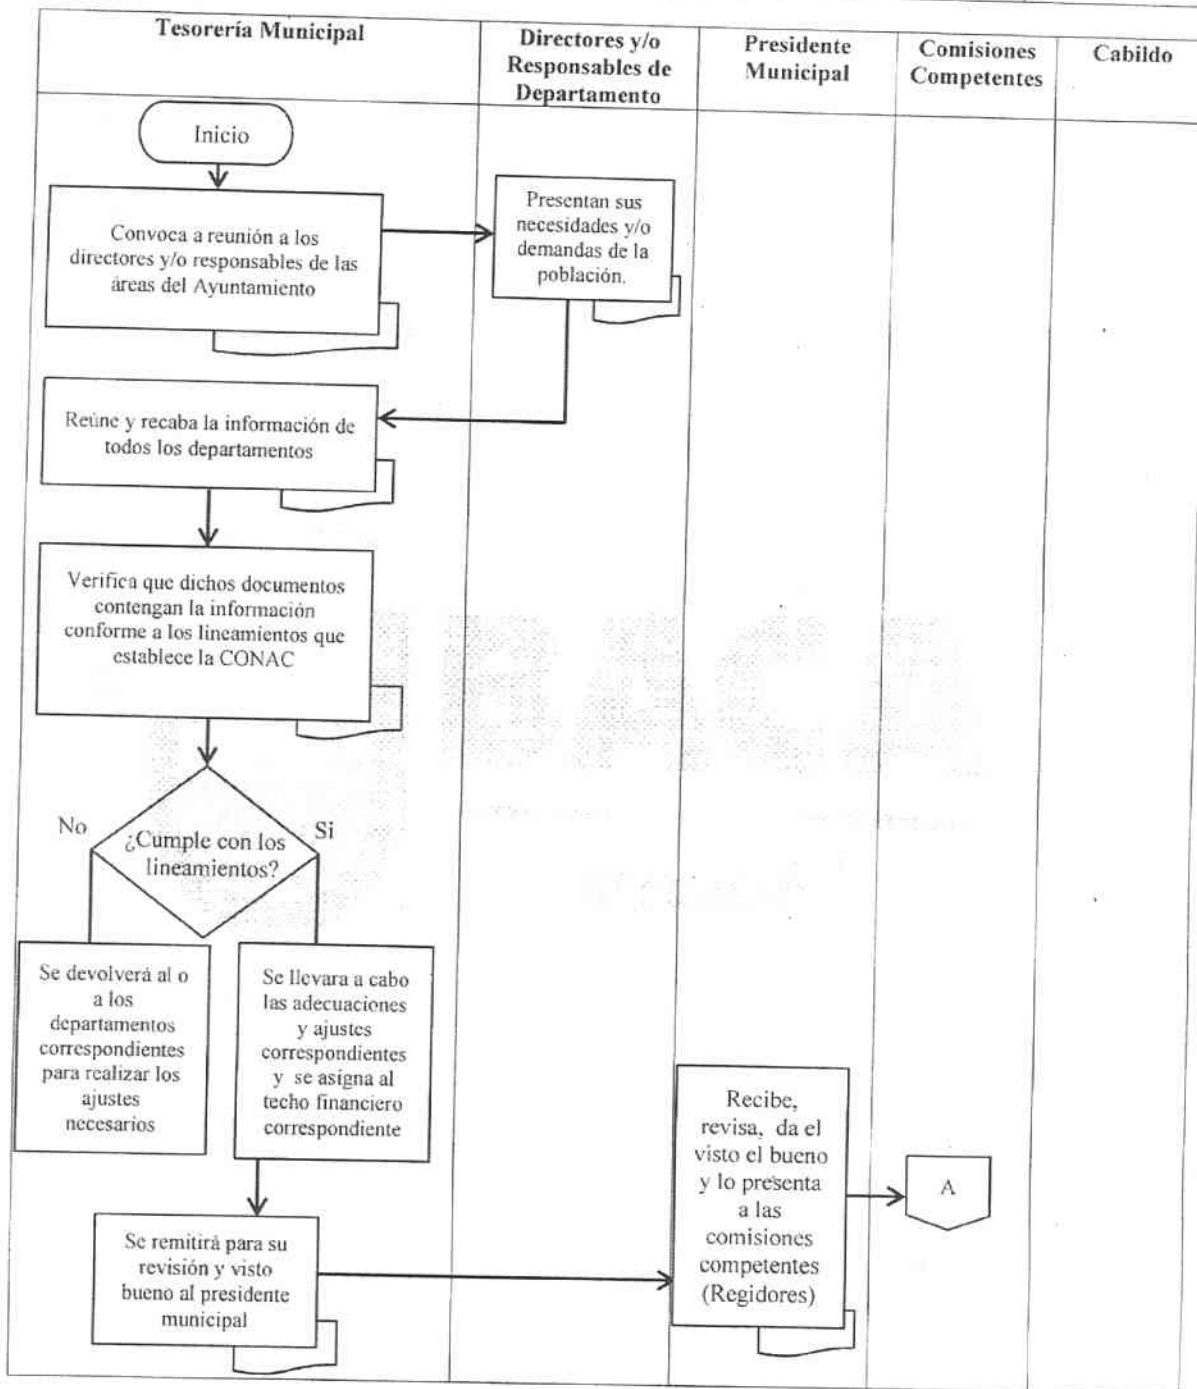 Tesorería Municipal
Directores y/o
Responsables de
Departamento
Presidente
Municipal
Comisiones
Competentes
Cabildo
Inicio
Convoca a reunión a los
directores y/o responsables de las
áreas del Ayuntamiento
Presentan sus
necesidades y/o
demandas de la
población.
Reúne y recaba la información de
todos los departamentos
Verifica que dichos documentos
contengan la información
conforme a los lineamientos que
establece la CONAC
No
¿Cumple con los
lineamientos?
Si
Se devolverá al o
a los
departamentos
correspondientes
para realizar los
ajustes
necesarios
Se llevara a cabo
las adecuaciones
y ajustes
correspondientes
y se asigna al
techo financiero
correspondiente
Se remitirá para su
revisión y visto
bueno al presidente
municipal
Recibe,
revisa, da el
visto el bueno
y lo presenta
a las
comisiones
competentes
(Regidores)
A